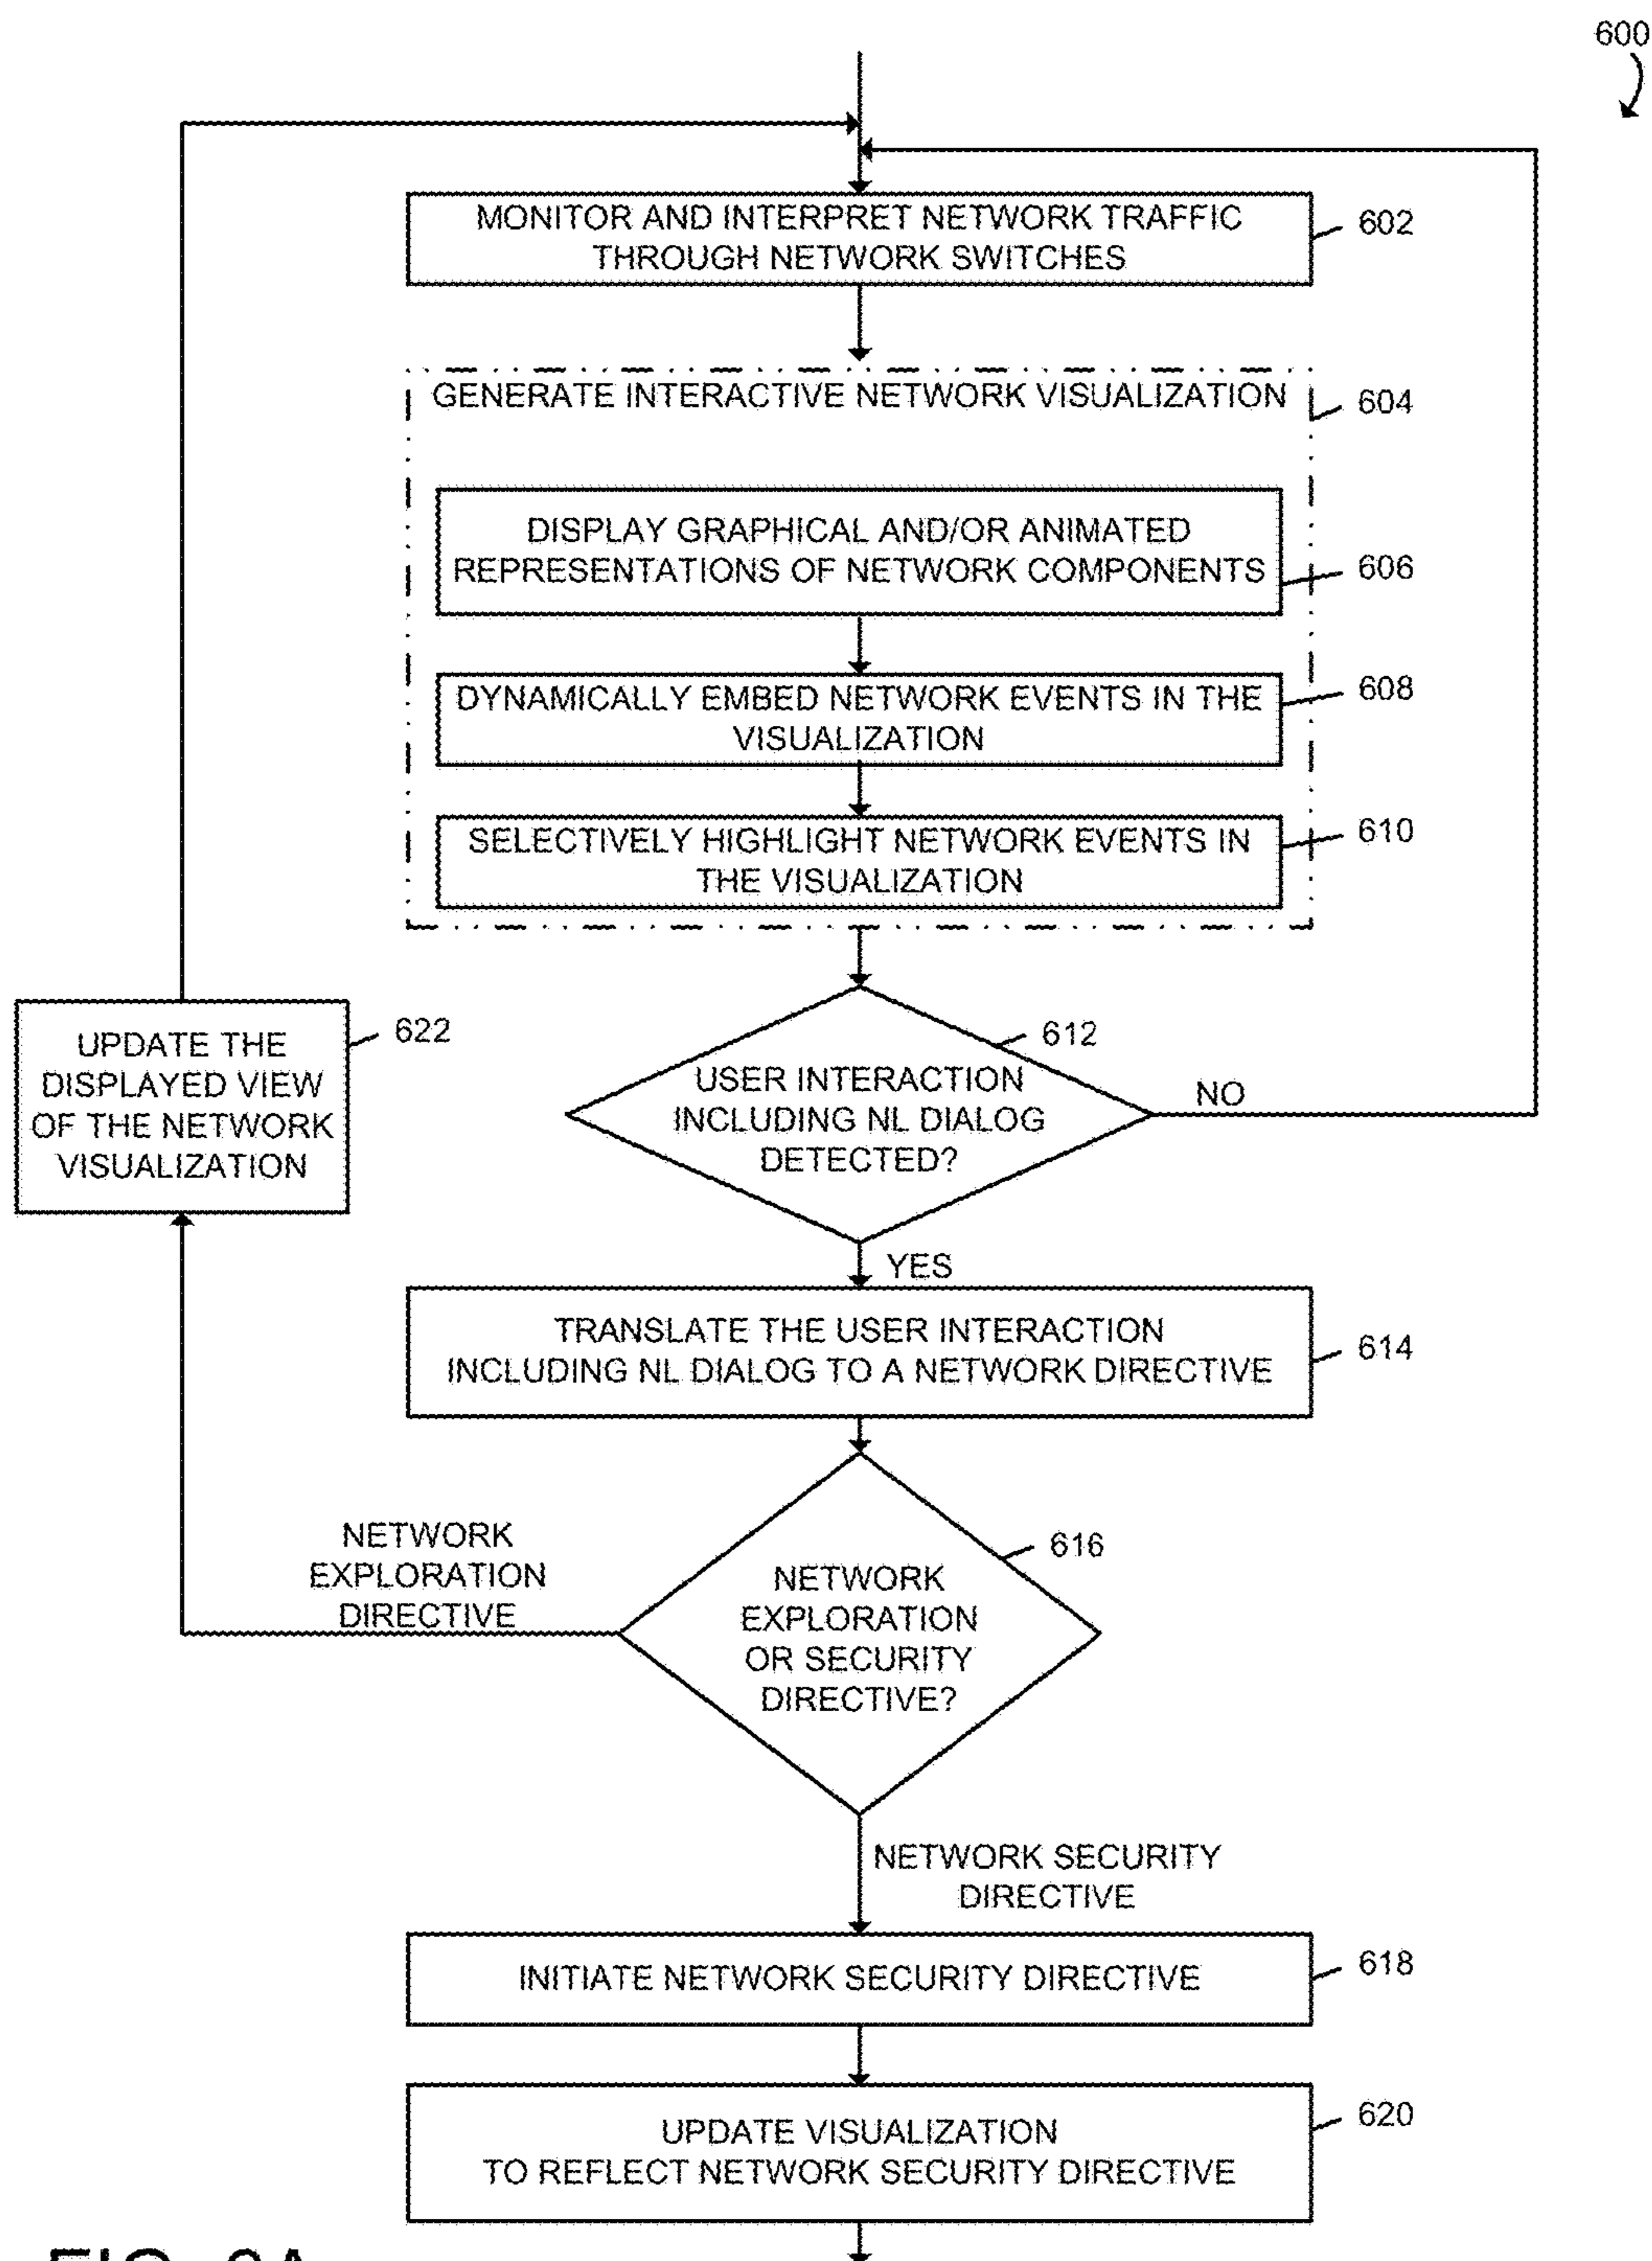 600
MONITOR AND INTERPRET NETWORK TRAFFIC
THROUGH NETWORK SWITCHES
602
GENERATE INTERACTIVE NETWORK VISUALIZATION
604
DISPLAY GRAPHICAL AND/OR ANIMATED
REPRESENTATIONS OF NETWORK COMPONENTS
606
DYNAMICALLY EMBED NETWORK EVENTS IN THE
VISUALIZATION
608
SELECTIVELY HIGHLIGHT NETWORK EVENTS IN
THE VISUALIZATION
610
UPDATE THE
DISPLAYED VIEW
OF THE NETWORK
VISUALIZATION
622
612
USER INTERACTION
INCLUDING NL DIALOG
DETECTED?
NO
YES
TRANSLATE THE USER INTERACTION
INCLUDING NL DIALOG TO A NETWORK DIRECTIVE
614
NETWORK
EXPLORATION
DIRECTIVE
616
NETWORK
EXPLORATION
OR SECURITY
DIRECTIVE?
NETWORK SECURITY
DIRECTIVE
INITIATE NETWORK SECURITY DIRECTIVE
618
UPDATE VISUALIZATION
TO REFLECT NETWORK SECURITY DIRECTIVE
620